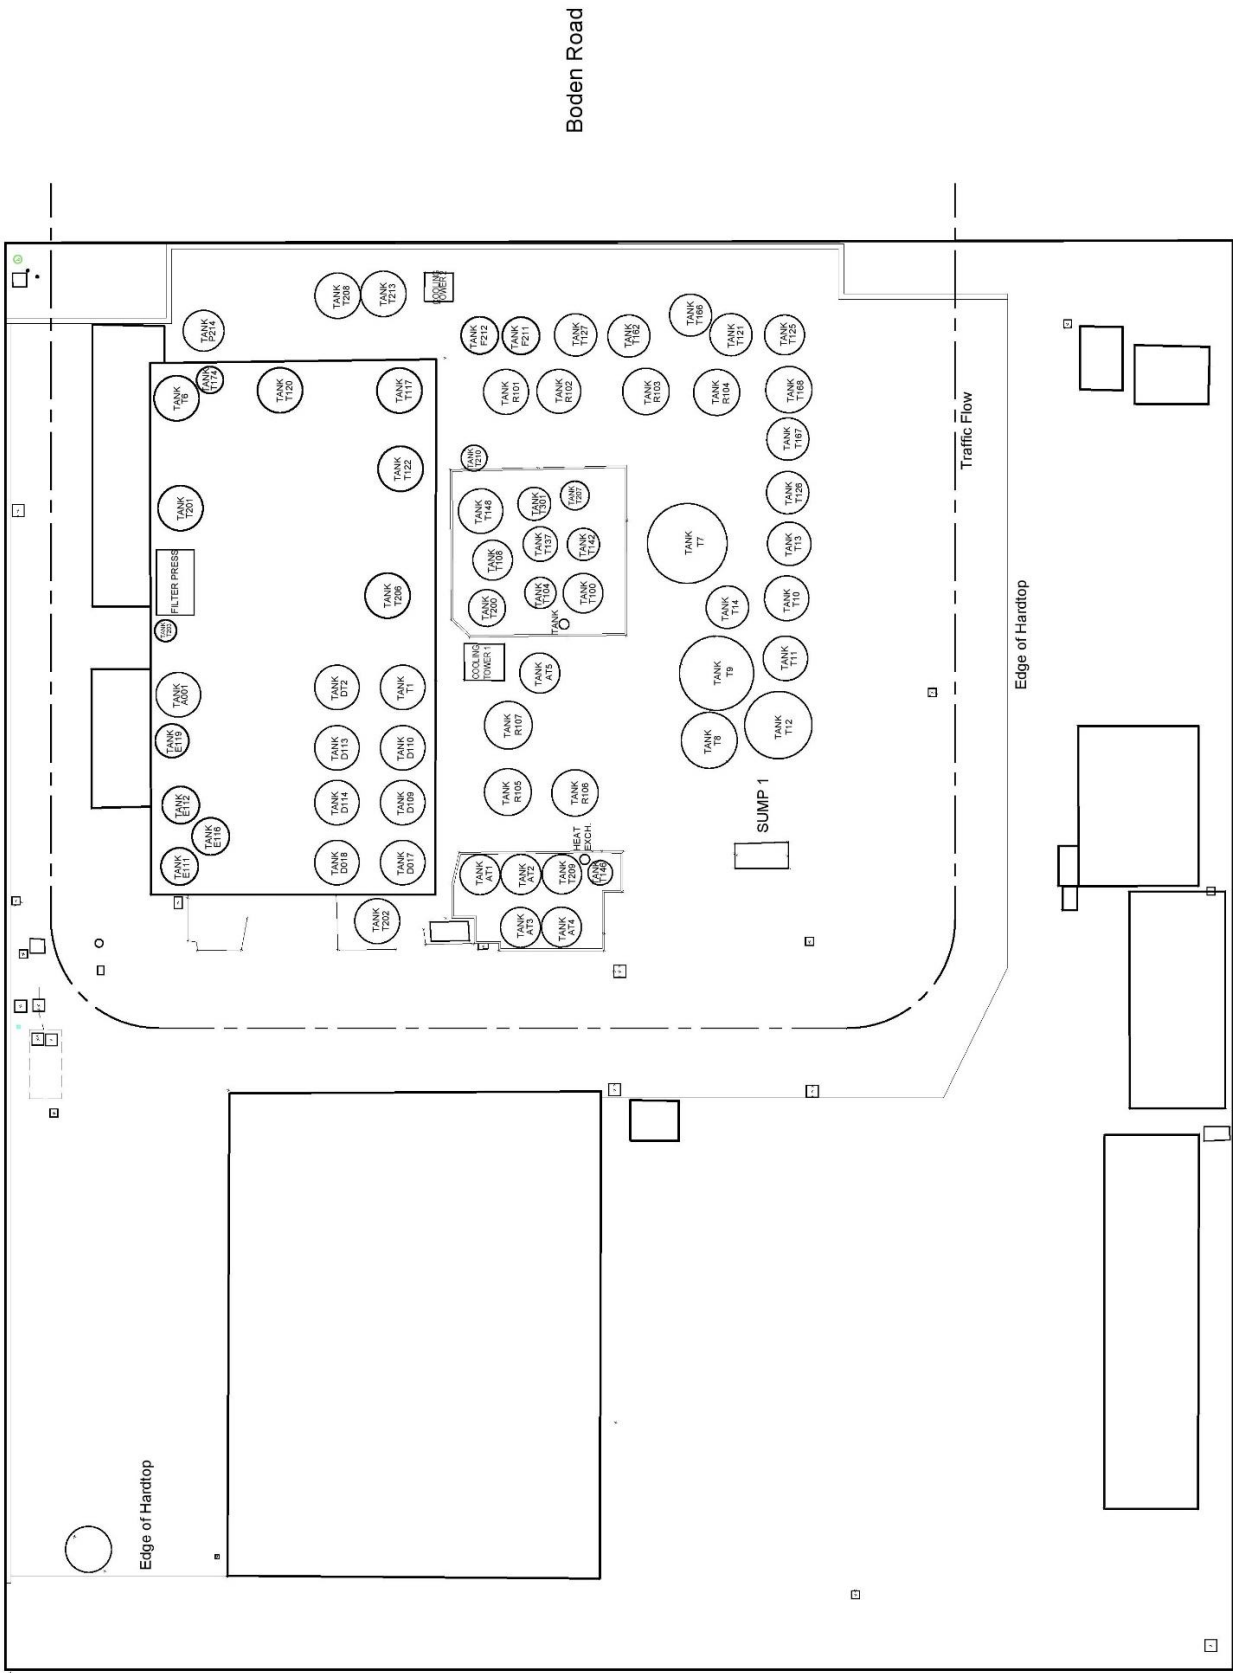 Boden Road
TANK
P214
TANK
T208
TANK
T213
COOLING
TOWER 2
TANK
T6
TANK
T174
TANK
T120
TANK
T117
TANK
F212
TANK
F211
TANK
T127
TANK
T162
TANK
T166
TANK
T121
TANK
T125
TANK
R101
TANK
R102
TANK
R103
TANK
R104
TANK
T168
TANK
T122
TANK
T210
TANK
T167
Traffic Flow
TANK
T201
TANK
T148
TANK
T301
TANK
T207
TANK
T126
TANK
T108
TANK
T137
TANK
T142
TANK
T7
TANK
T13
FILTER PRESS
TANK
T206
TANK
T200
TANK
T104
TANK
T100
TANK
TANK
T14
TANK
T10
TANK
T203
Edge of Hardtop
COOLING
TOWER 1
TANK
AT5
TANK
T9
TANK
T11
TANK
A001
TANK
DT2
TANK
T1
TANK
E119
TANK
D113
TANK
D110
TANK
R107
TANK
T8
TANK
T12
TANK
E112
TANK
D114
TANK
D109
TANK
R105
TANK
R106
SUMP 1
TANK
E116
TANK
E111
TANK
D018
TANK
D017
HEAT
EXCH.
TANK
AT1
TANK
AT2
TANK
T209
TANK
T146
TANK
T202
TANK
AT3
TANK
AT4
Edge of Hardtop